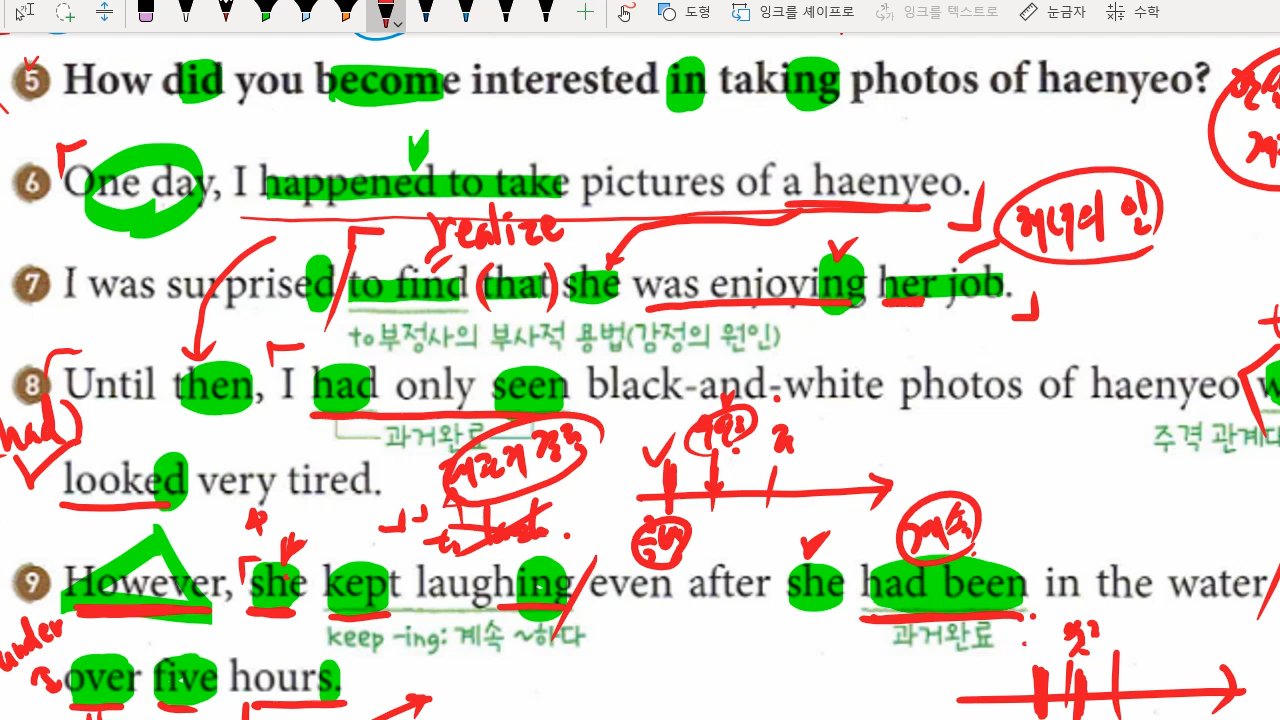 도형 잉크를 셰이프로 잉크를 텍스트로 눈금자 수학
5 How did you become interested in taking photos of haenyeo?
6 One day, I happened to take pictures of a haenyeo.
realize
해녀의 인
7 I was surprised to find (that) she was enjoying her job.
to부정사의 부사적 용법(감정의 원인)
8 Until then, I had only seen black-and-white photos of haenyeo
had)
과거완료
주격 관계대
looked very tired.
계속
9 However, she kept laughing even after she had been in the water
keep -ing: 계속 ~하다
과거완료
under
over five hours.